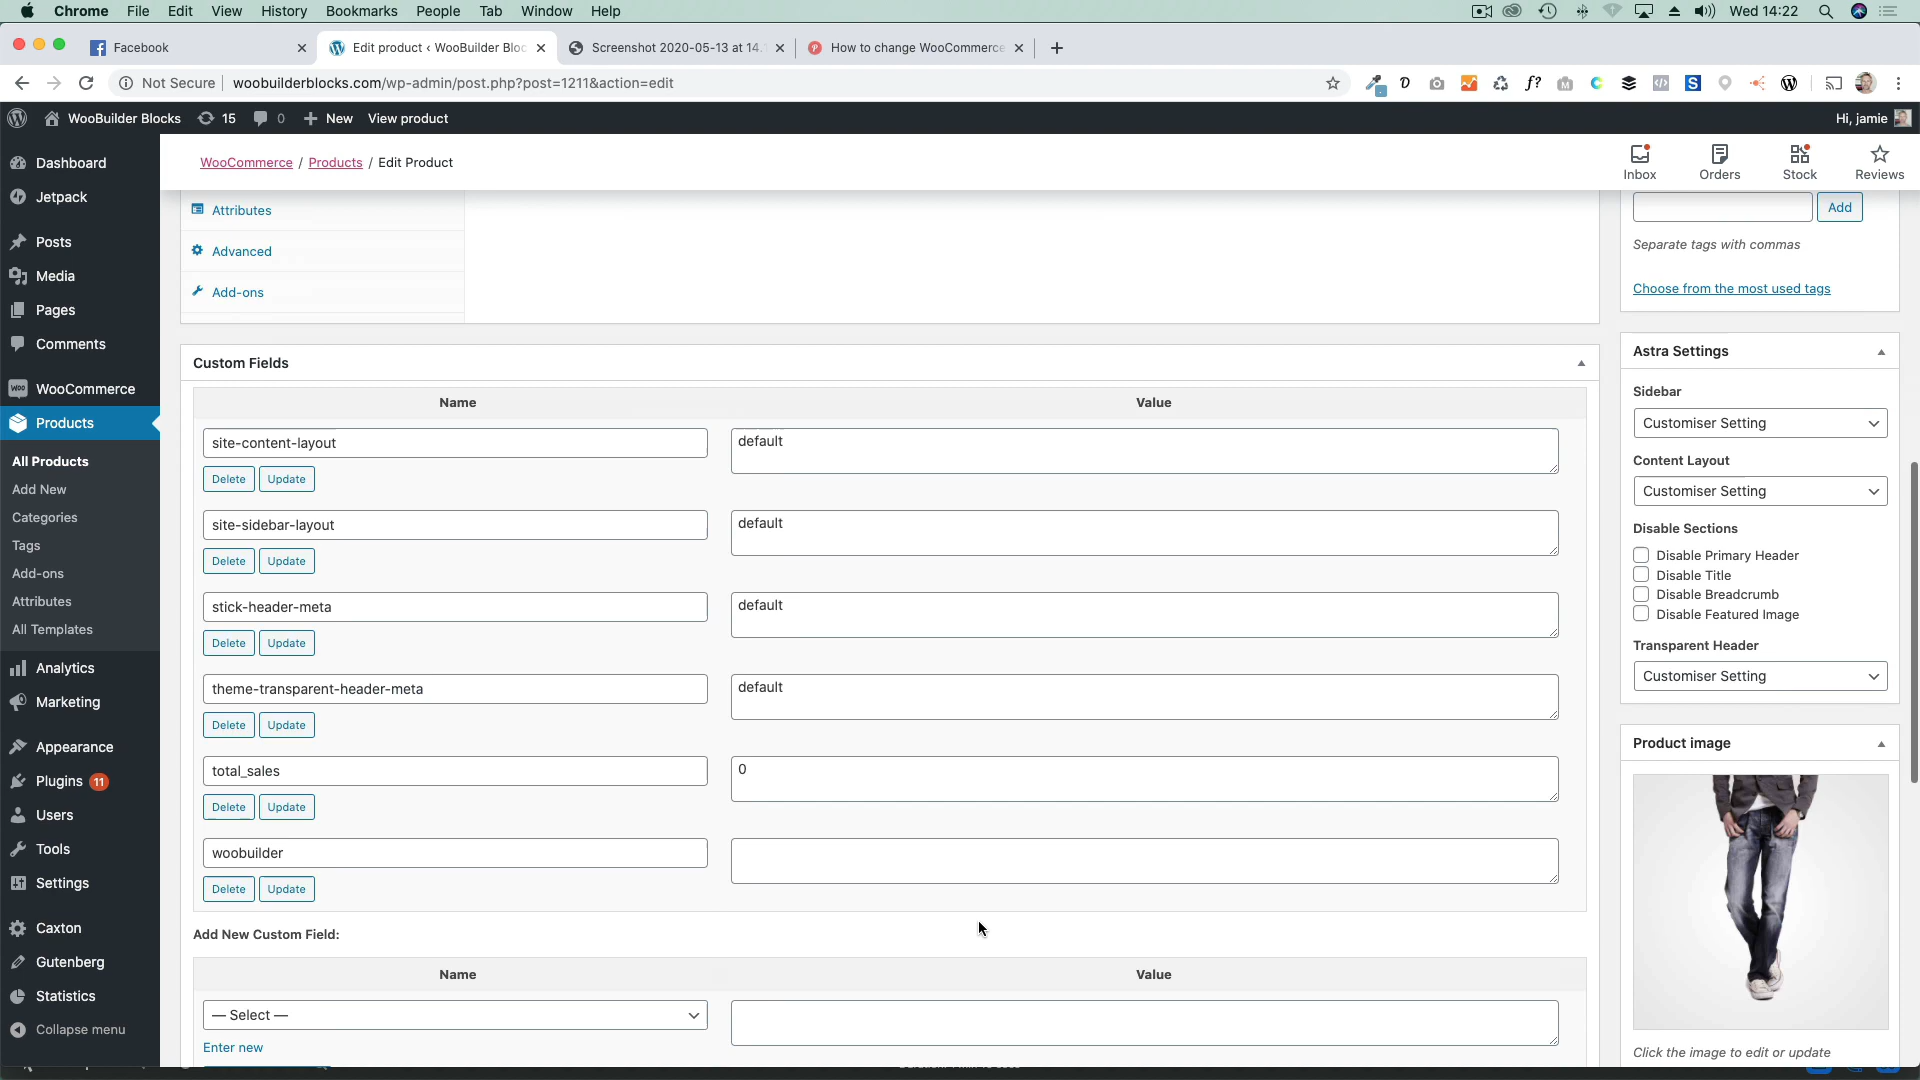 Chrome File Edit View History Bookmarks People Tab Window Help Wed 14:22
Facebook
Edit product ‹ WooBuilder Bloc
Screenshot 2020-05-13 at 14.
How to change WooCommerce
Not Secure
woobuilderblocks.com/wp-admin/post.php?post=1211&action=edit
WooBuilder Blocks 15 0 New View product
Hi, jamie
Dashboard
Jetpack
Posts
Media
Pages
Comments
WooCommerce
Products
All Products
Add New
Categories
Tags
Add-ons
Attributes
All Templates
Analytics
Marketing
Appearance
Plugins 11
Users
Tools
Settings
Caxton
Gutenberg
Statistics
Collapse menu
WooCommerce / Products / Edit Product
Inbox
Orders
Stock
Reviews
Attributes
Advanced
Add-ons
Custom Fields
Name Value
site-content-layout default
Delete Update
site-sidebar-layout default
Delete Update
stick-header-meta default
Delete Update
theme-transparent-header-meta default
Delete Update
total_sales 0
Delete Update
woobuilder
Delete Update
Add New Custom Field:
Name Value
— Select —
Enter new
Add
Separate tags with commas
Choose from the most used tags
Astra Settings
Sidebar
Customiser Setting
Content Layout
Customiser Setting
Disable Sections
Disable Primary Header
Disable Title
Disable Breadcrumb
Disable Featured Image
Transparent Header
Customiser Setting
Product image
Click the image to edit or update